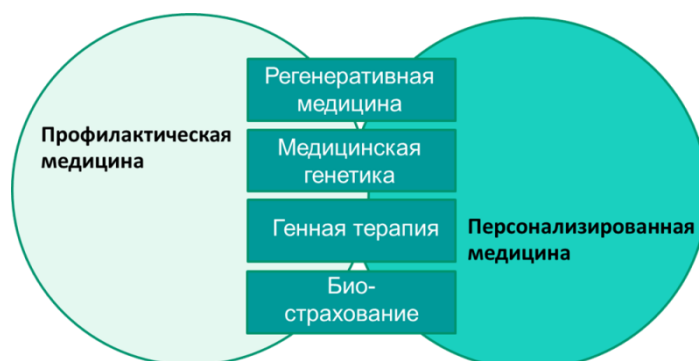 Профилактическая
медицина
Регенеративная
медицина
Медицинская
генетика
Генная терапия
Био-
страхование
Персонализированная
медицина